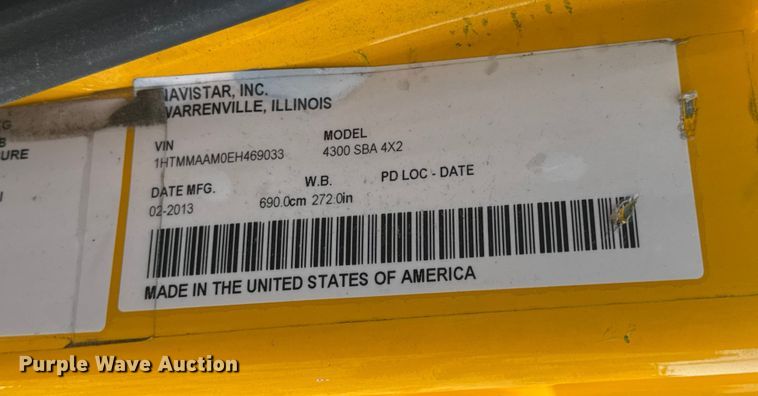 NAVISTAR, INC.
WARRENVILLE, ILLINOIS
VIN
1HTMMAAM0EH469033
MODEL
4300 SBA 4X2
DATE MFG.
02-2013
W.B.
690.0cm 272.0in
PD LOC - DATE
MADE IN THE UNITED STATES OF AMERICA
Purple Wave Auction